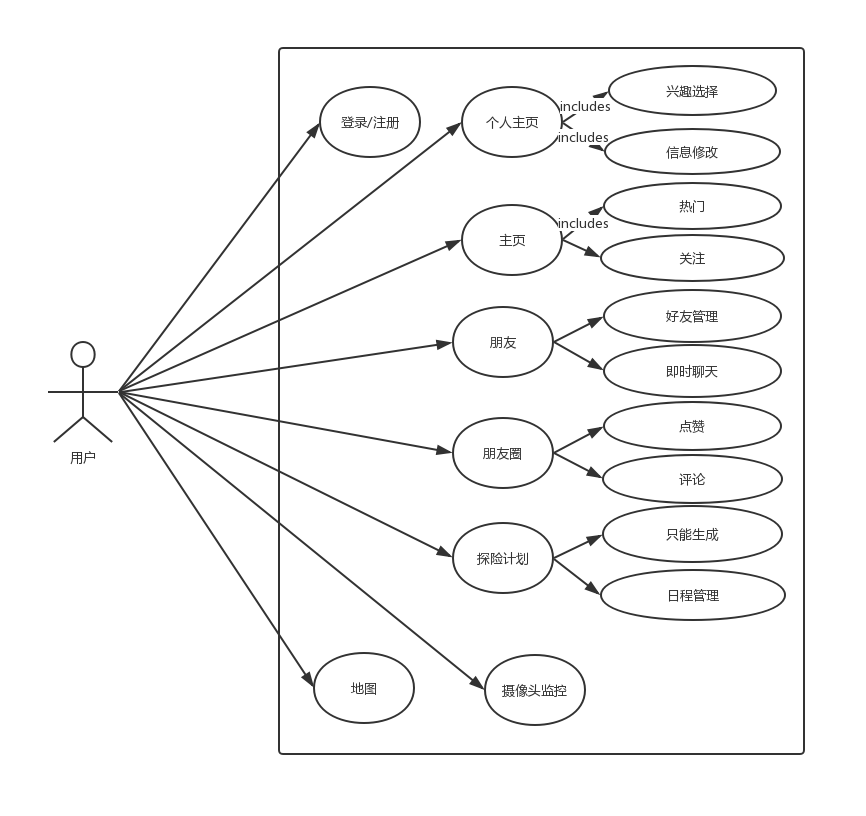 兴趣选择
includes
登录/注册
个人主页
includes
信息修改
热门
includes
主页
关注
好友管理
朋友
即时聊天
点赞
朋友圈
用户
评论
只能生成
探险计划
日程管理
地图
摄像头监控